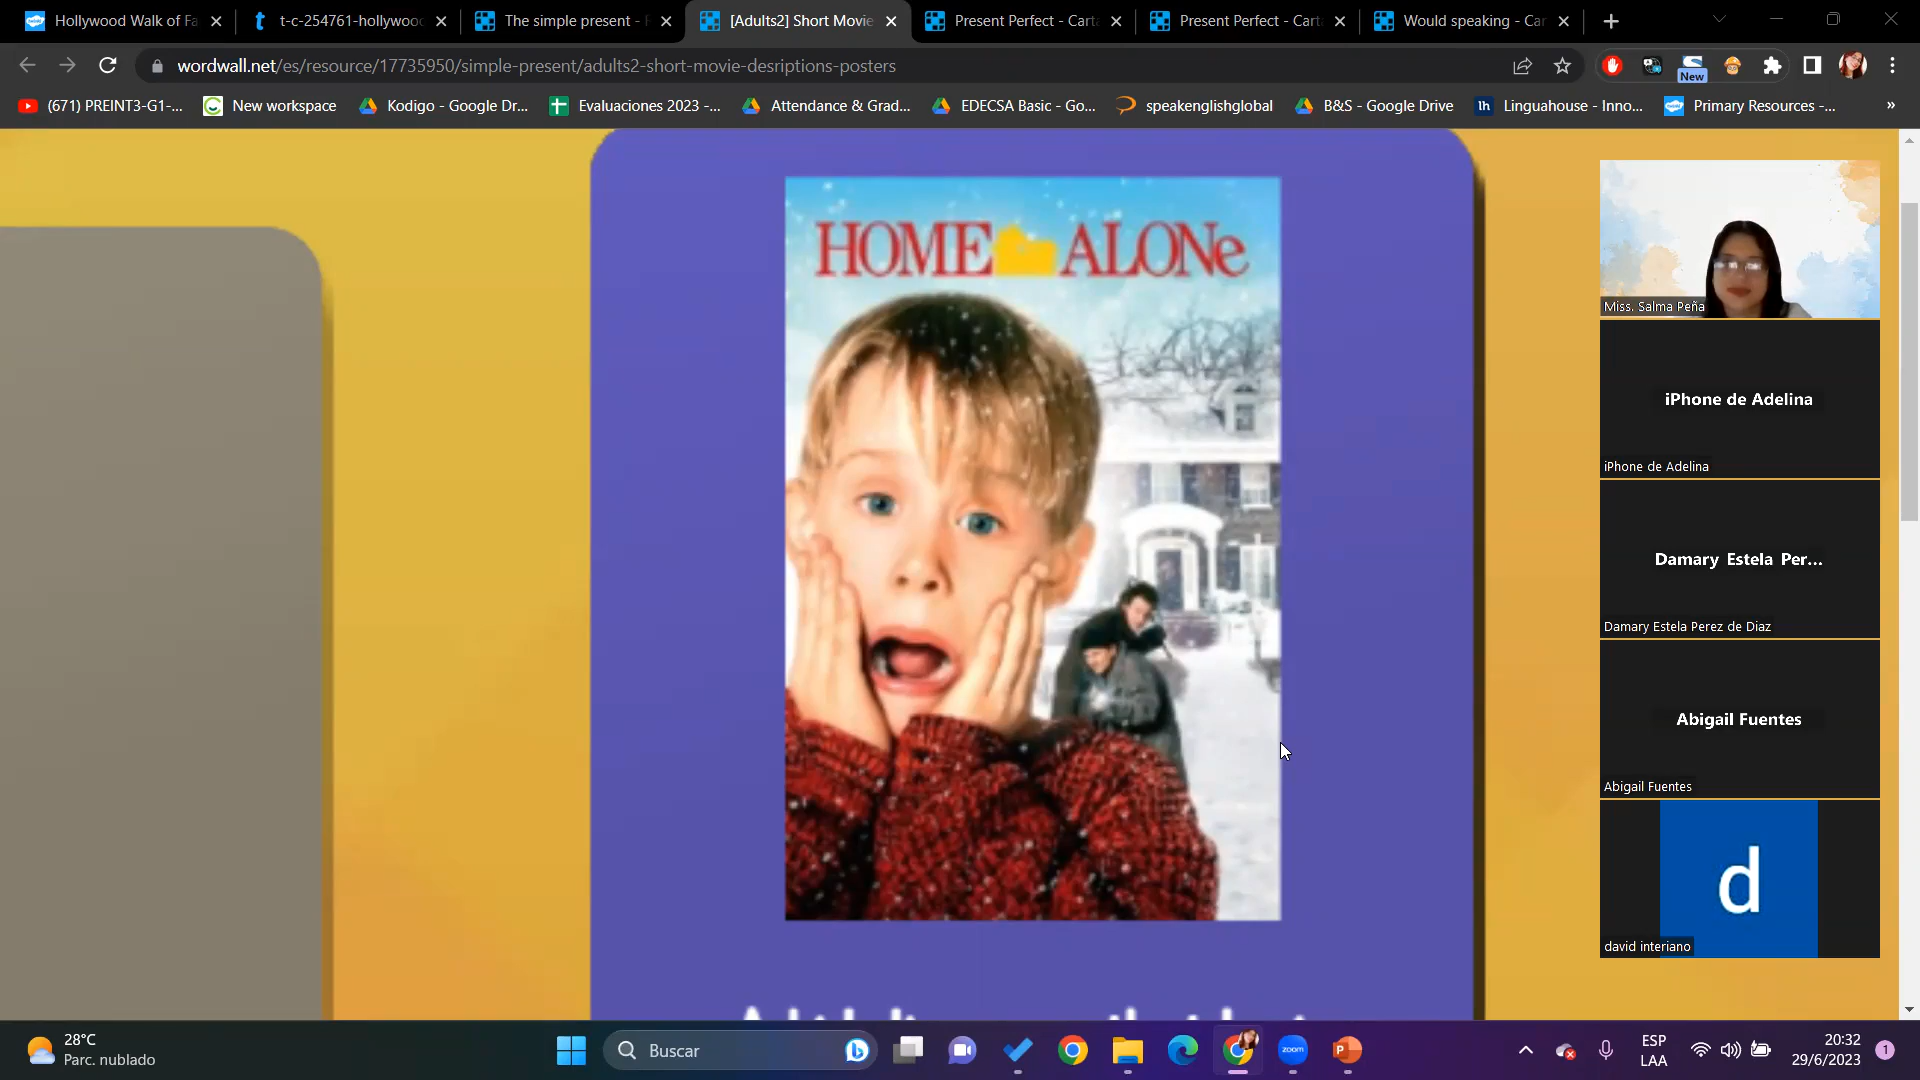 Hollywood Walk of Fa
t-c-254761-hollywood
The simple present -
[Adults2] Short Movie
Present Perfect - Carta
Present Perfect - Carta
Would speaking - Car
wordwall.net/es/resource/17735950/simple-present/adults2-short-movie-desriptions-posters
New
(671) PREINT3-G1-...
New workspace
Kodigo - Google Dr...
Evaluaciones 2023 -...
Attendance & Grad...
EDECSA Basic - Go...
speakenglishglobal
B&S - Google Drive
lh
Linguahouse - Inno...
Primary Resources -...
»
HOME ALONe
Miss. Salma Peña
iPhone de Adelina
iPhone de Adelina
Damary Estela Per...
Damary Estela Perez de Diaz
Abigail Fuentes
Abigail Fuentes
d
david interiano
28°C
Parc. nublado
Buscar
zoom
ESP
LAA
20:32
29/6/2023
1